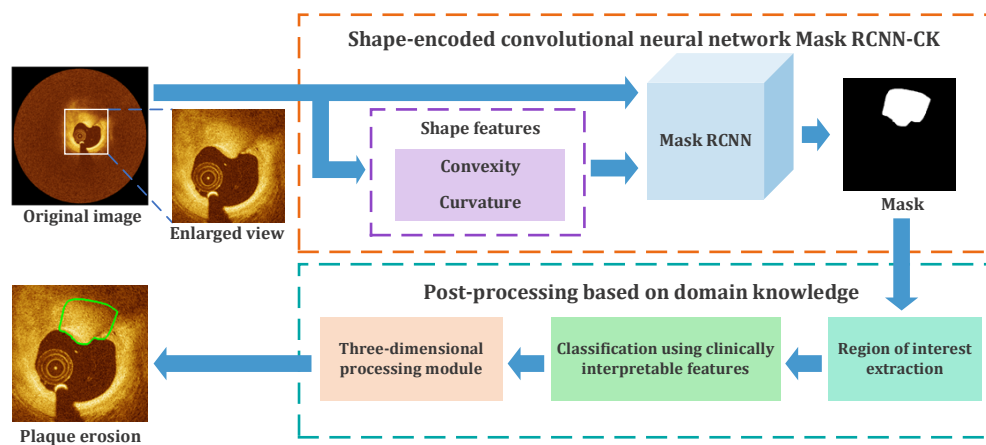 Shape-encoded convolutional neural network Mask RCNN-CK
Original image
Enlarged view
Shape features
Convexity
Curvature
Mask RCNN
Mask
Post-processing based on domain knowledge
Region of interest
extraction
Classification using clinically
interpretable features
Three-dimensional
processing module
Plaque erosion